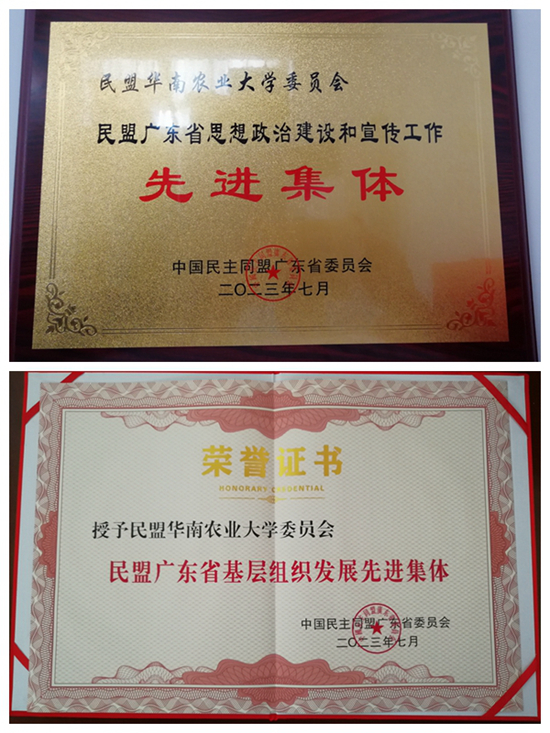 民盟华南农业大学委员会
民盟广东省思想政治建设和宣传工作
先进集体
中国民主同盟广东省委员会
二〇二三年七月
荣誉证书
HONORARY CREDENTIAL
授予民盟华南农业大学委员会
民盟广东省基层组织发展先进集体
中国民主同盟广东省委员会
二〇二三年七月